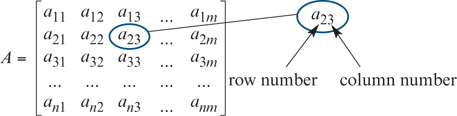 a11 a12 a13 ... a1m a23
a21 a22 a23 ... a2m
A = a31 a32 a33 ... a3m
row number column number
... ... ... ... ...
an1 an2 an3 ... anm